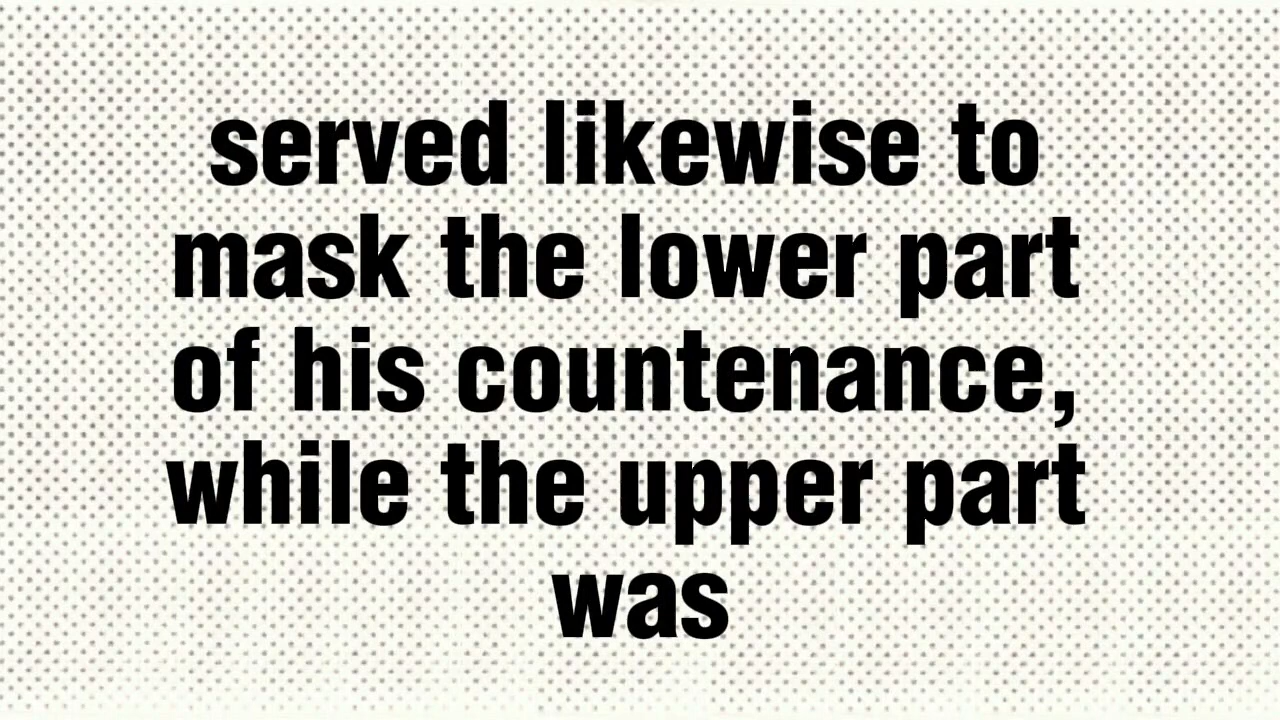 served likewise to
mask the lower part
of his countenance,
while the upper part
was